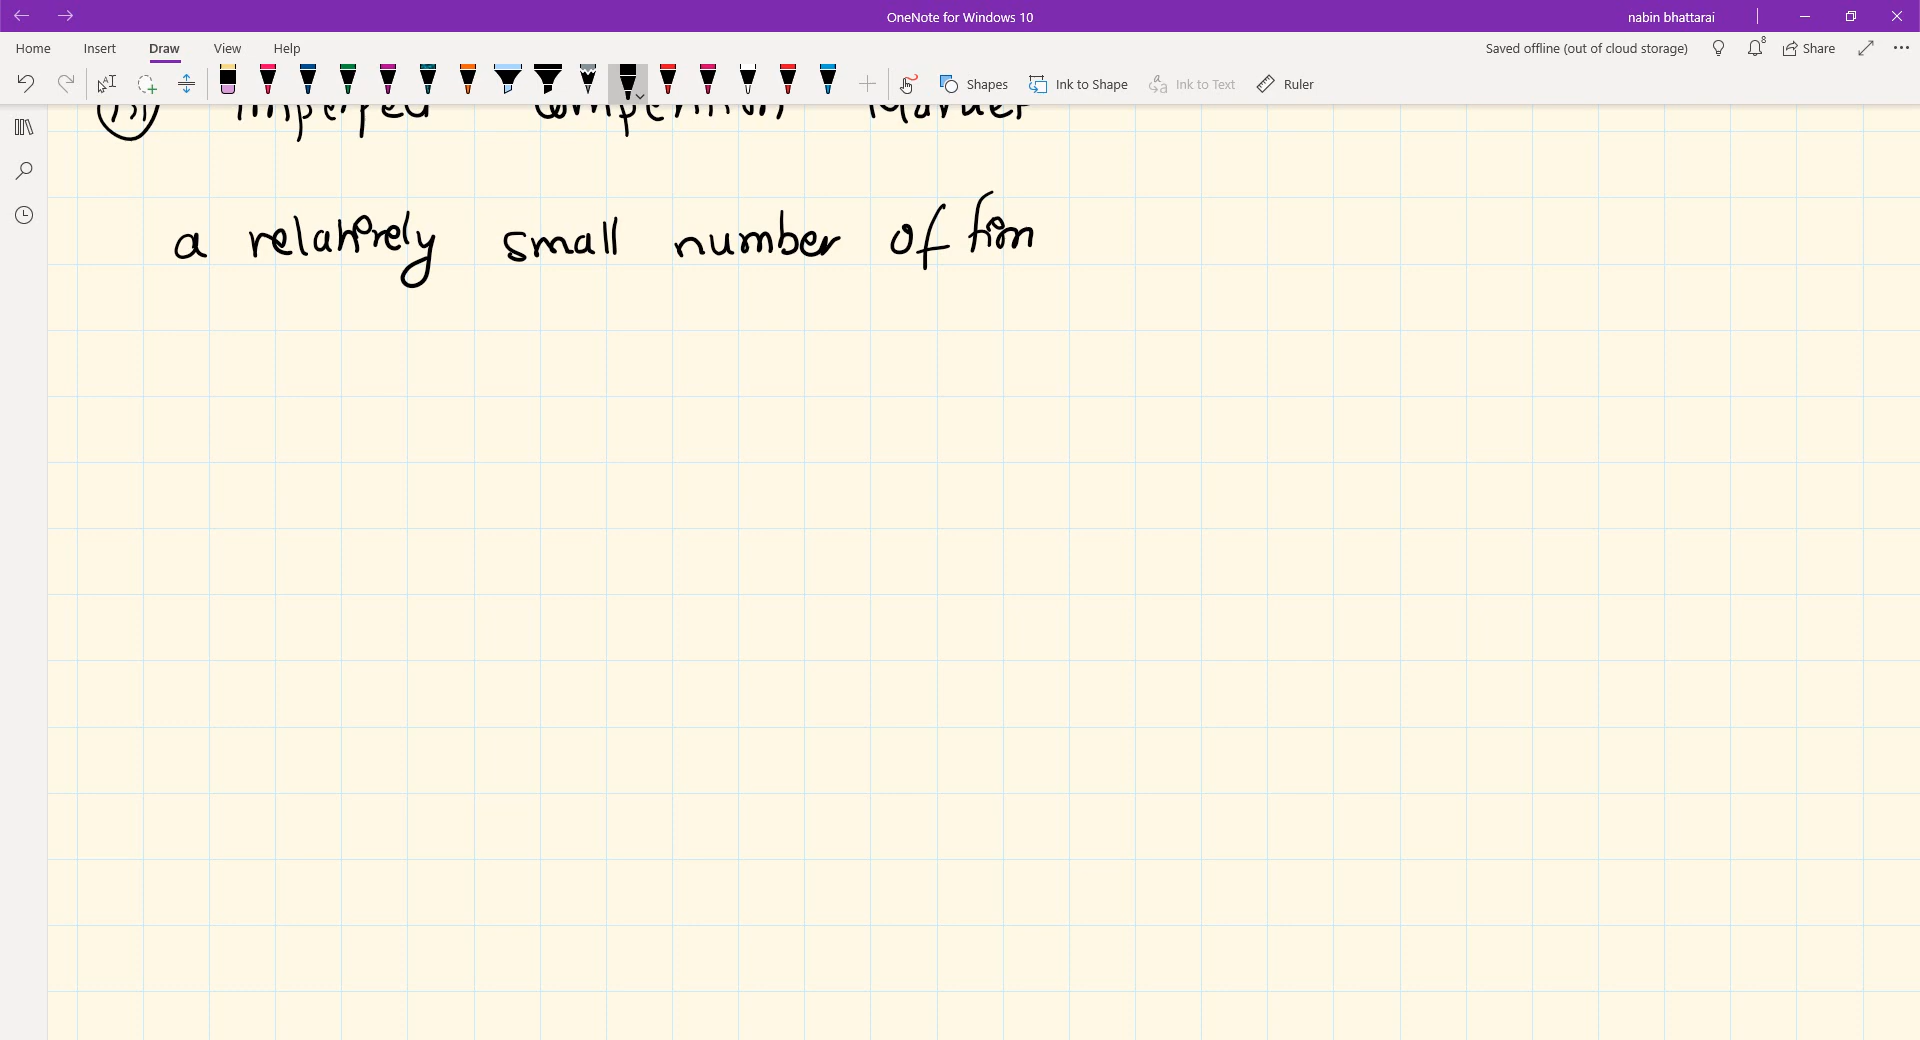 OneNote for Windows 10
nabin bhattarai
Home Insert Draw View Help
Saved offline (out of cloud storage) 8 Share
Shapes Ink to Shape Ink to Text Ruler
a relatively small number of firm